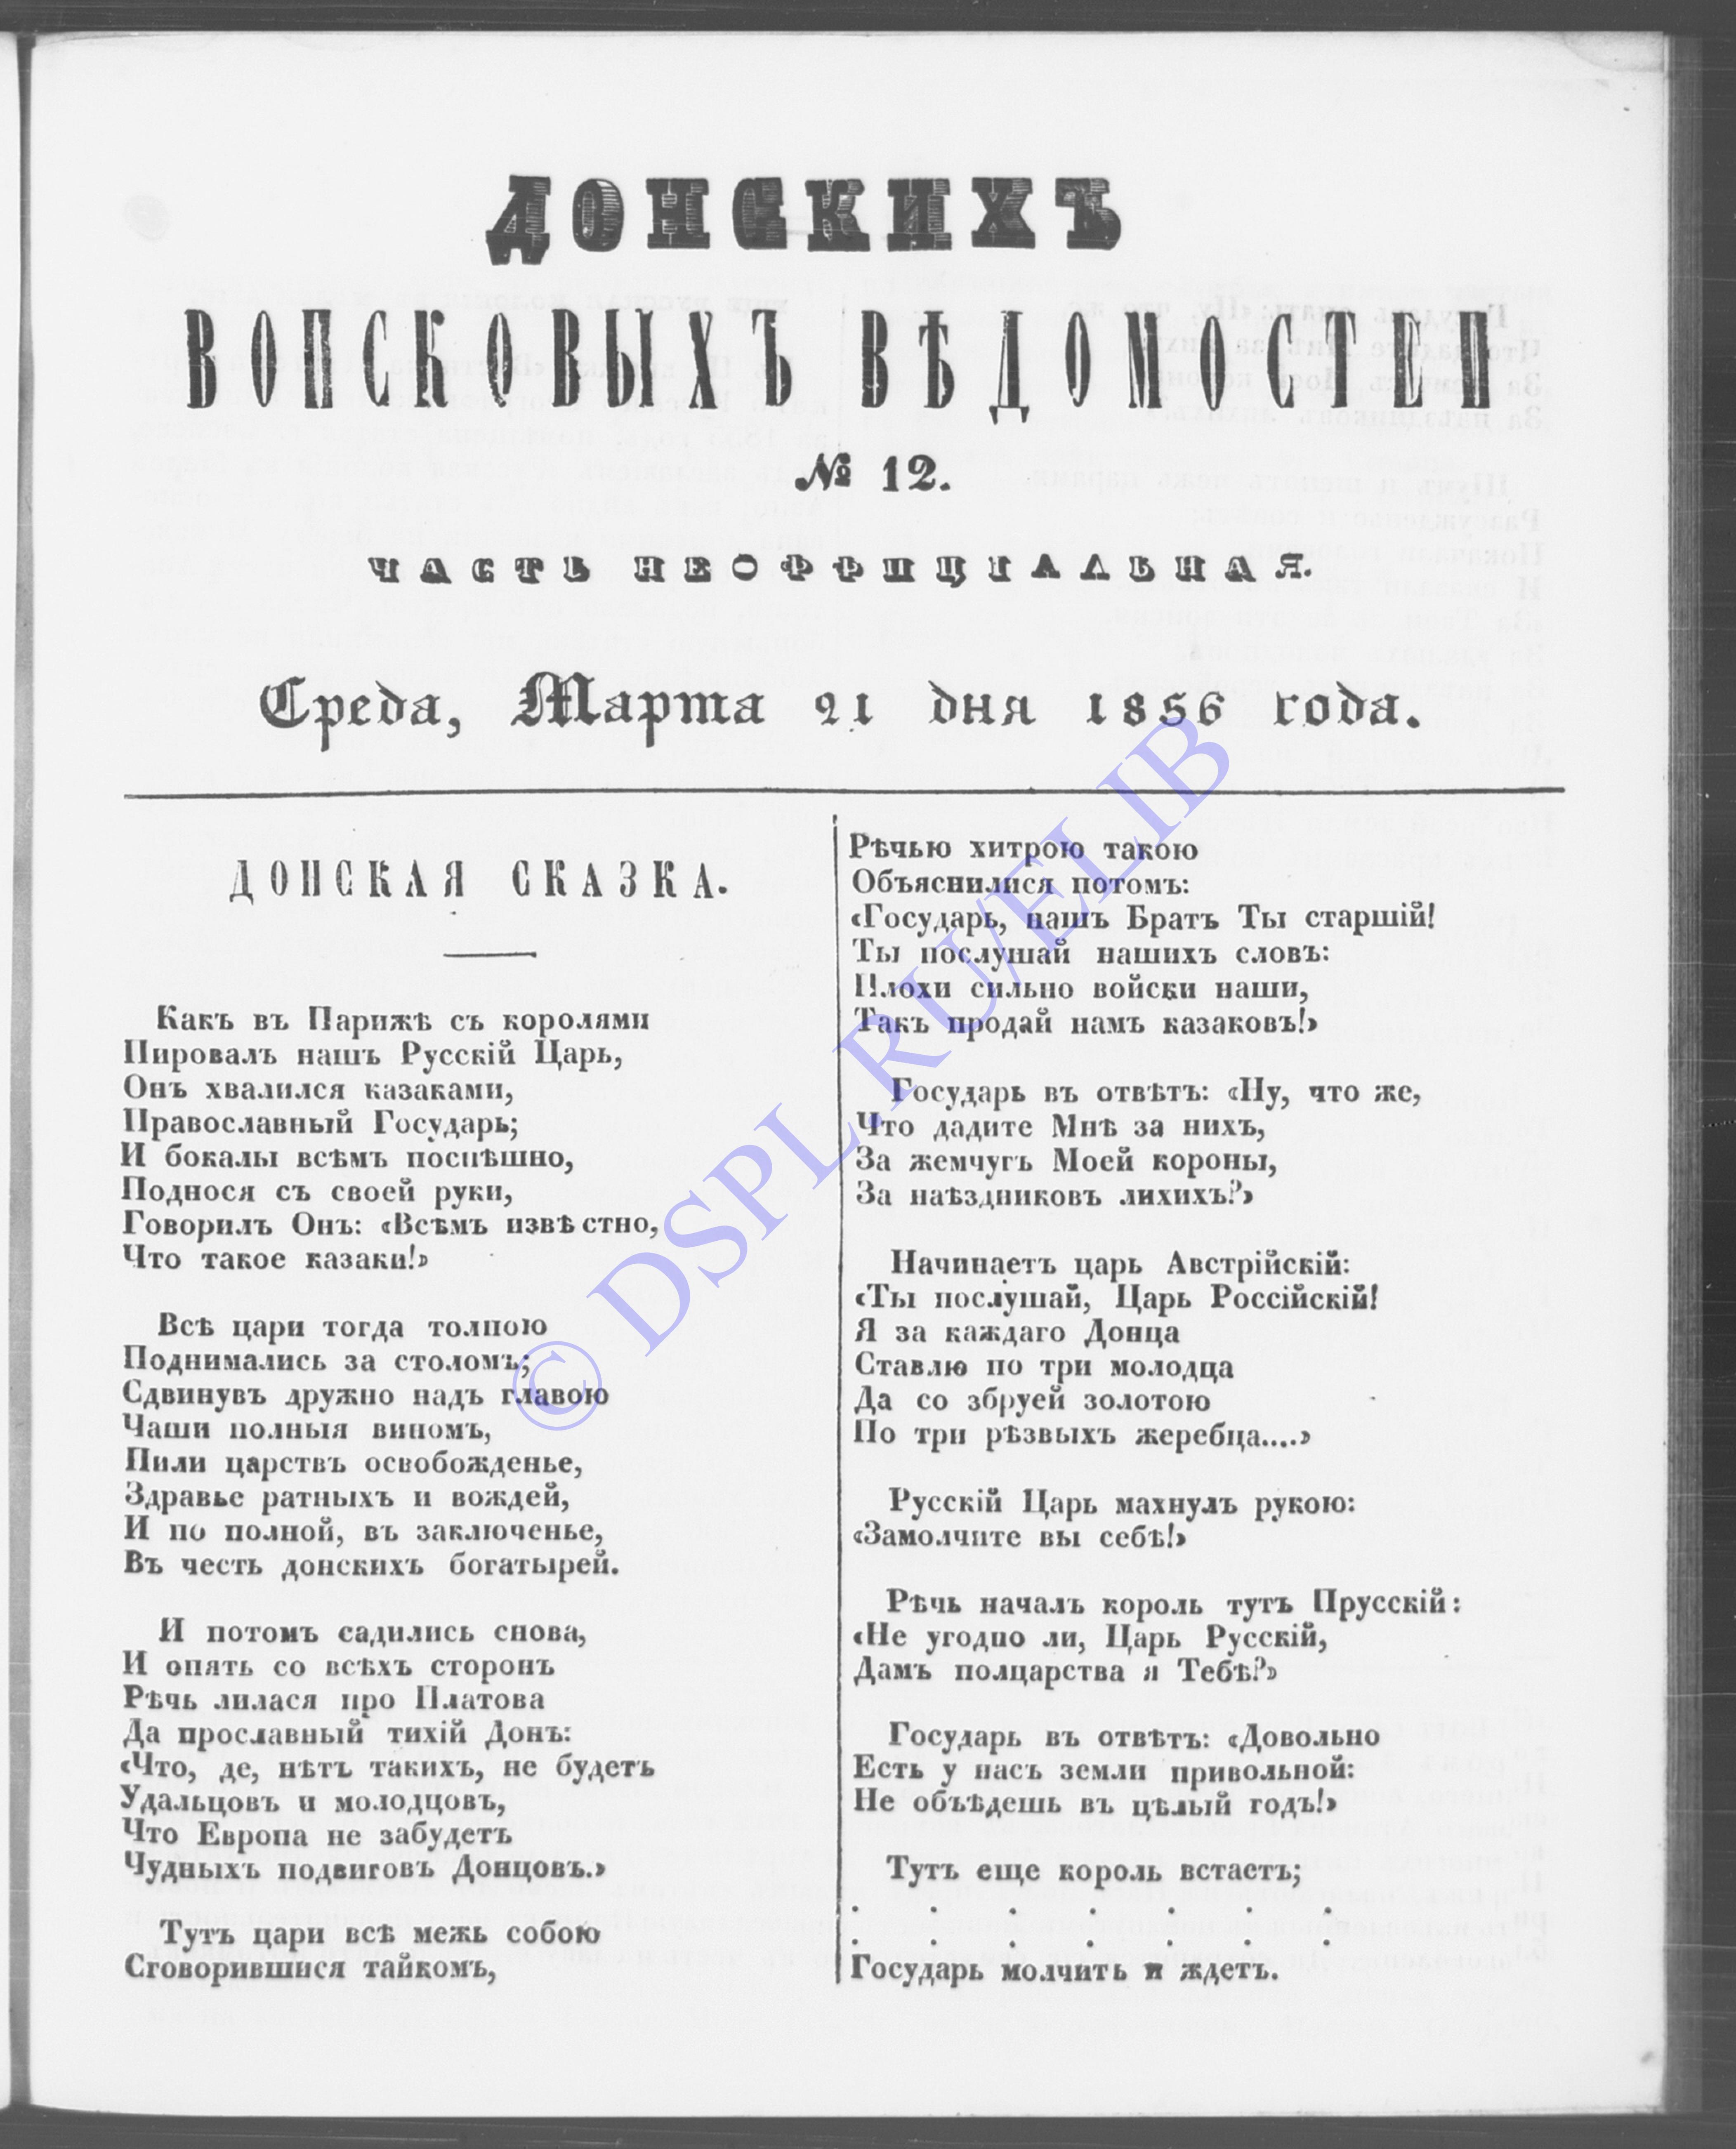 ДОНСКИХЪ
ВОЙСКОВЫХЪ ВѢДОМОСТЕЙ
№ 12.
ЧАСТЬ НЕОФФИЦІАЛЬНАЯ.
Среда, Марта 21 дня 1856 года.
ДОНСКАЯ СКАЗКА.
Какъ въ Парижѣ съ королями
Пировалъ нашъ Русскій Царь,
Онъ хвалился казаками,
Православный Государь;
И бокалы всѣмъ поспѣшно,
Поднося съ своей руки,
Говорилъ Онъ: «Всѣмъ извѣстно,
Что такое казаки!»
Всѣ цари тогда толпою
Поднимались за столомъ;
Сдвинувъ дружно надъ главою
Чаши полныя виномъ,
Пили царствъ освобожденье,
Здравье ратныхъ и вождей,
И по полной, въ заключенье,
Въ честь донскихъ богатырей.
И потомъ садились снова,
И опять со всѣхъ сторонъ
Рѣчь лилася про Платова
Да прославный тихій Донъ:
«Что, де, нѣтъ такихъ, не будетъ
Удальцовъ и молодцовъ,
Что Европа не забудетъ
Чудныхъ подвиговъ Донцовъ.»
Тутъ цари всѣ межь собою
Сговорившися тайкомъ,
Рѣчью хитрою такою
Объяснилися потомъ:
«Государь, нашъ Братъ Ты старшій!
Ты послушай нашихъ словъ:
Плохи сильно войски наши,
Такъ продай намъ казаковъ!»
Государь въ отвѣтъ: «Ну, что же,
Что дадите Мнѣ за нихъ,
За жемчугъ Моей короны,
За наѣздниковъ лихихъ?»
Начинаетъ царь Австрійскій:
«Ты послушай, Царь Россійскій!
Я за каждаго Донца
Ставлю по три молодца
Да со збруей золотою
По три рѣзвыхъ жеребца....»
Русскій Царь махнулъ рукою:
«Замолчите вы себѣ!»
Рѣчь началъ король тутъ Прусскій:
«Не угодно ли, Царь Русскій,
Дамъ полцарства я Тебѣ?»
Государь въ отвѣтъ: «Довольно
Есть у насъ земли привольной:
Не объѣдешь въ цѣлый годъ!»
Тутъ еще король встаетъ;
. . . . . . .
. . . . . . .
Государь молчитъ и ждетъ.
© DSPL.RU/ELIB